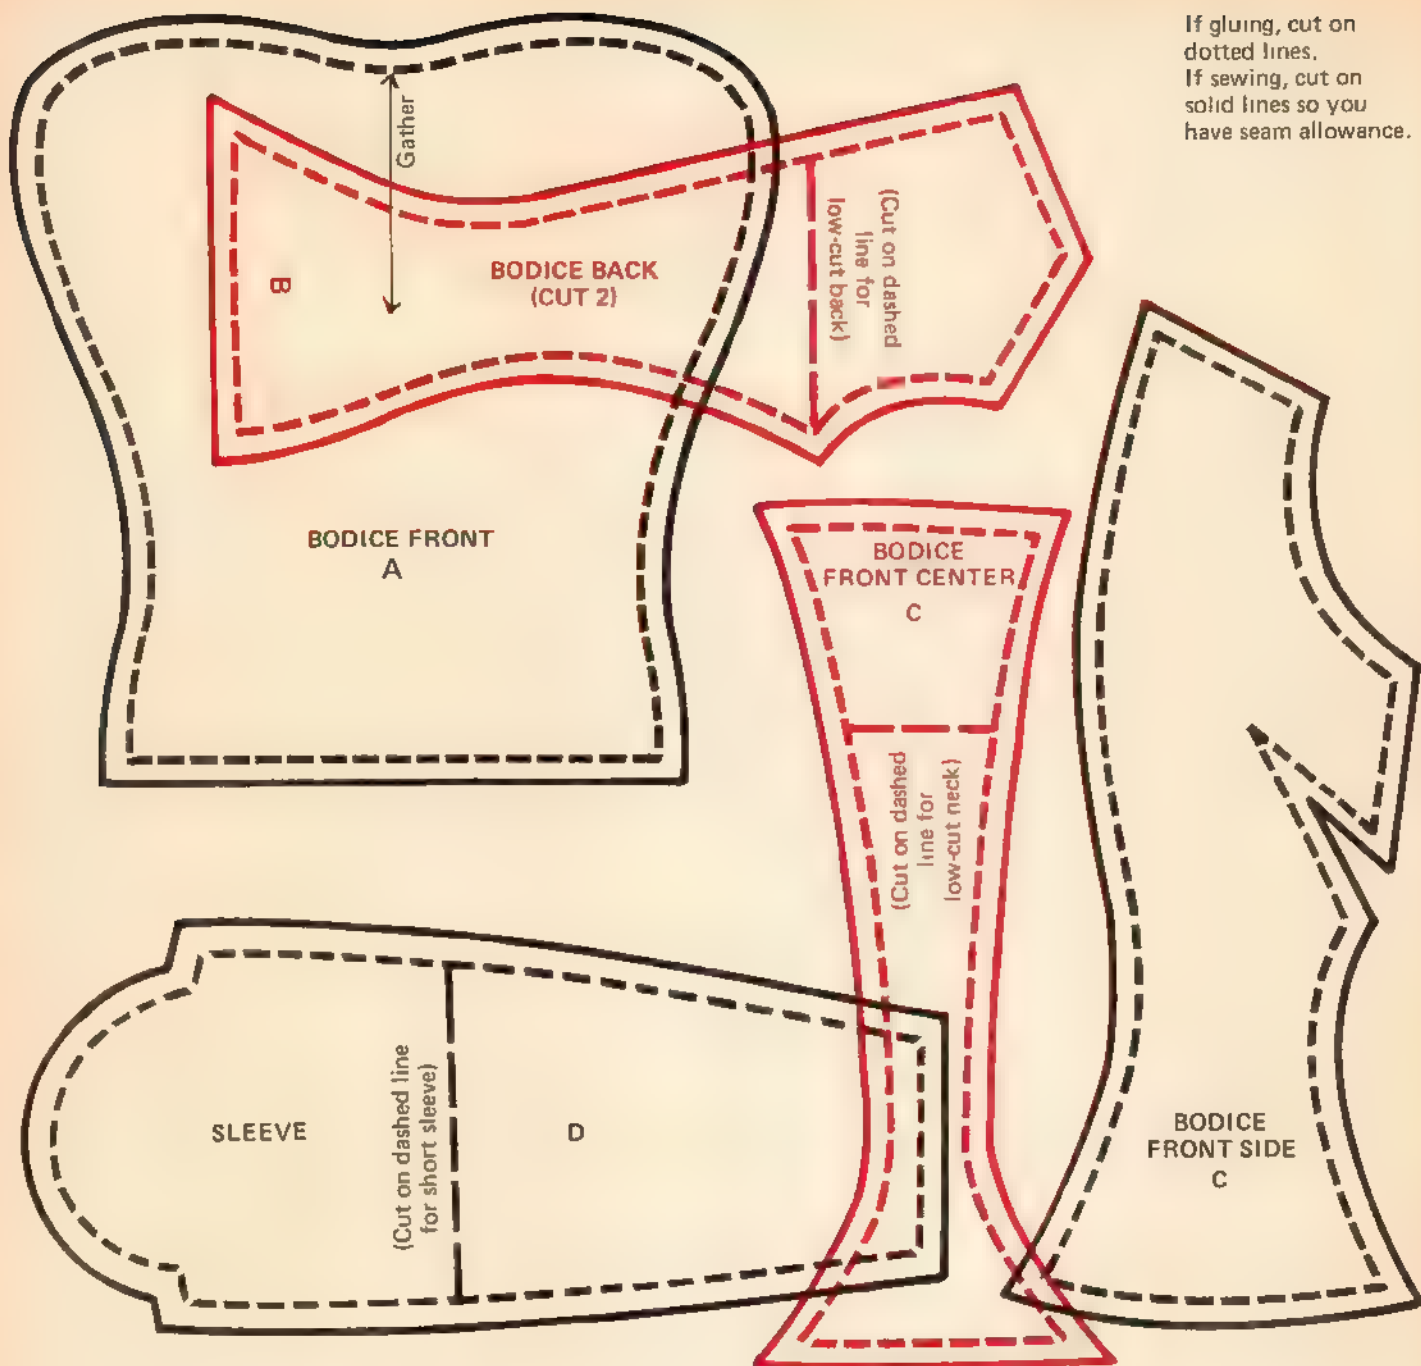 If gluing, cut on
dotted lines.
If sewing, cut on
solid lines so you
have seam allowance.
Gather
BODICE BACK
(CUT 2)
B
(Cut on dashed
line for
low-cut back)
BODICE FRONT
A
BODICE
FRONT CENTER
C
(Cut on dashed
line for
low-cut neck)
SLEEVE
(Cut on dashed line
for short sleeve)
D
BODICE
FRONT SIDE
C